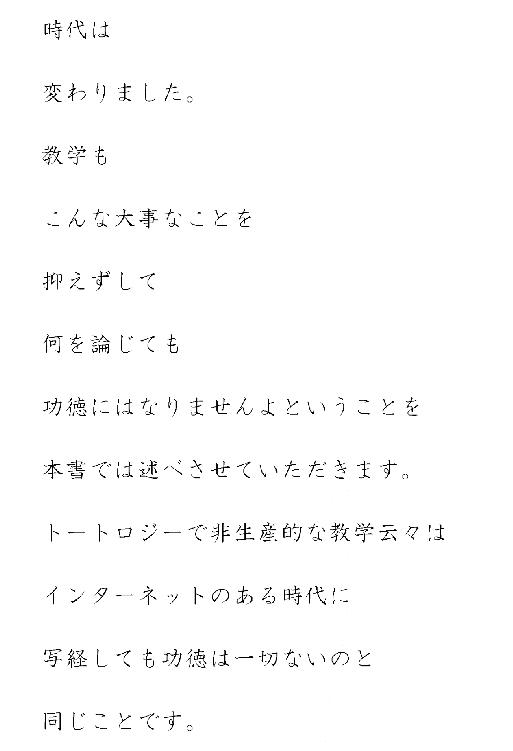 時代は
変わりました。
教学も
こんな大事なことを
抑えずして
何を論じても
功徳にはなりませんよということを
本書では述べさせていただきます。
トートロジーで非生産的な教学云々は
インターネットのある時代に
写経しても功徳は一切ないのと
同じことです。